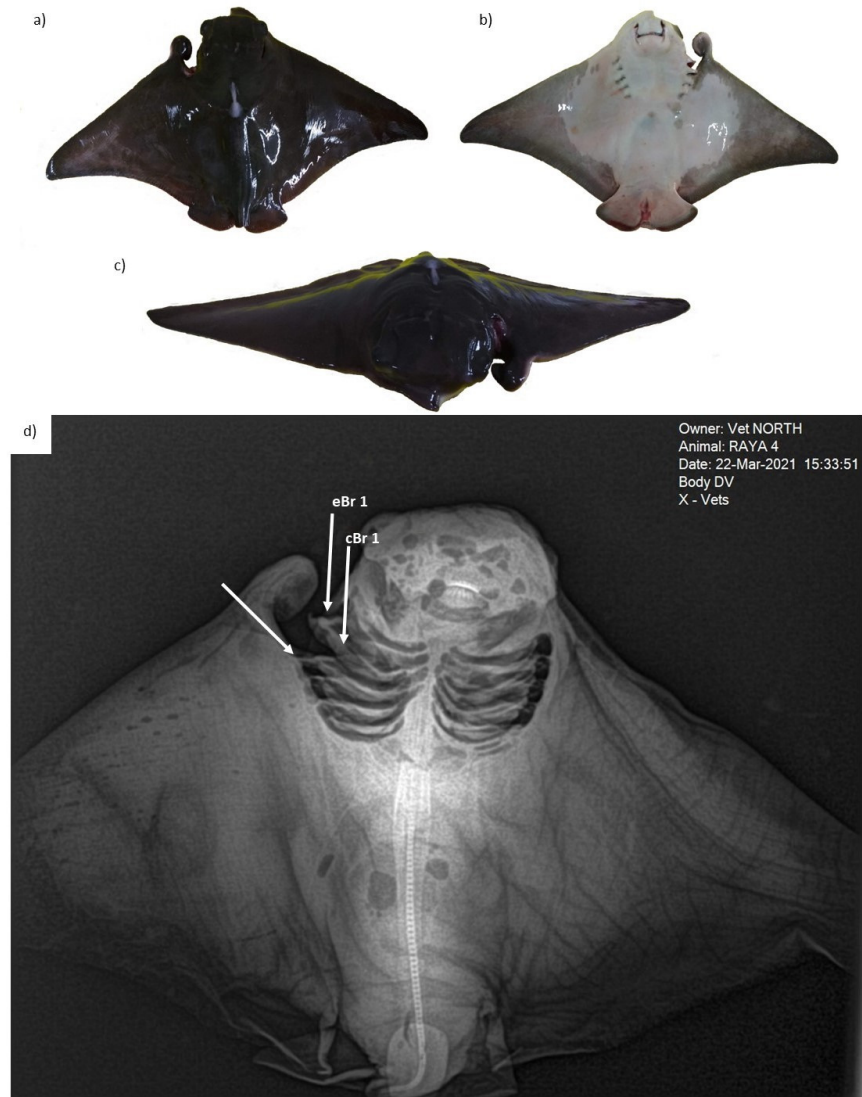 a)
b)
c)
d)
Owner: Vet NORTH
Animal: RAYA 4
Date: 22-Mar-2021 15:33:51
Body DV
X - Vets
eBr 1
cBr 1